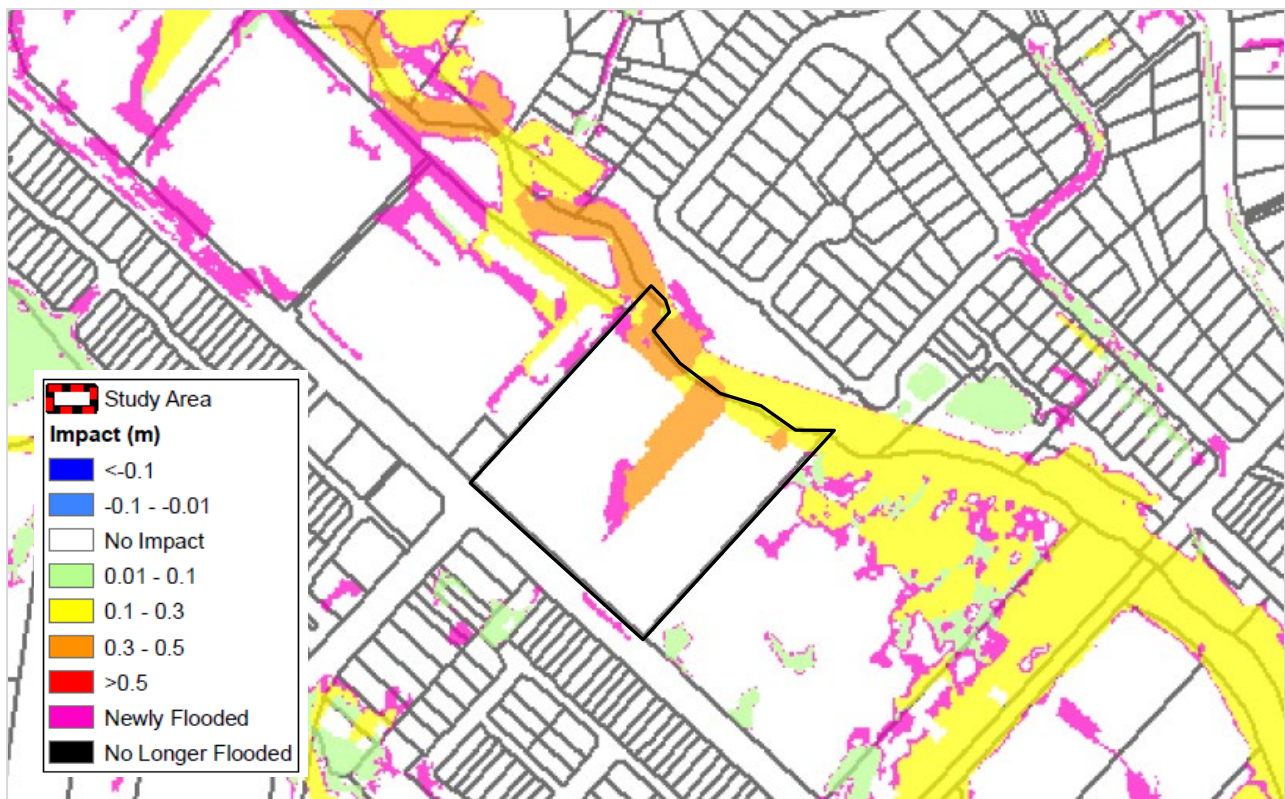 Study Area
Impact (m)
<-0.1
-0.1 - -0.01
No Impact
0.01 - 0.1
0.1 - 0.3
0.3 - 0.5
>0.5
Newly Flooded
No Longer Flooded